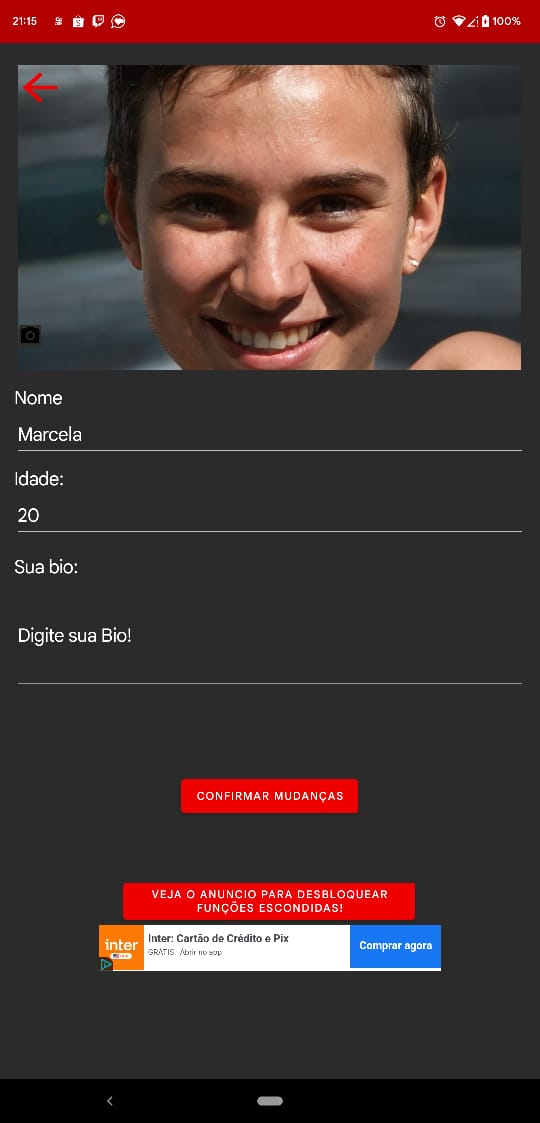 21:15
100%
Nome
Marcela
Idade:
20
Sua bio:
Digite sua Bio!
CONFIRMAR MUDANÇAS
VEJA O ANUNCIO PARA DESBLOQUEAR
FUNÇÕES ESCONDIDAS!
inter
Inter: Cartão de Crédito e Pix
GRÁTIS Abrir no app
Comprar agora